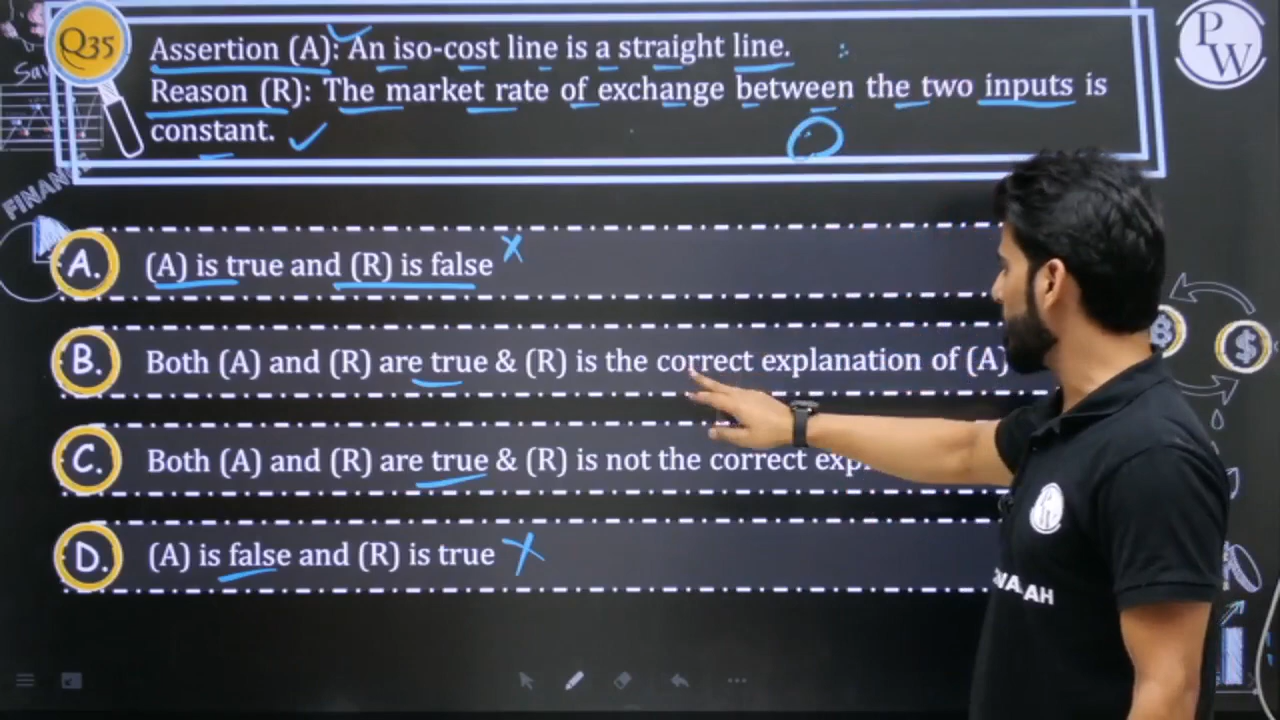 Q35
Assertion (A): An iso-cost line is a straight line.
Reason (R): The market rate of exchange between the two inputs is
constant.
PW
Sav
FINAN
A. (A) is true and (R) is false
B. Both (A) and (R) are true & (R) is the correct explanation of (A)
C. Both (A) and (R) are true & (R) is not the correct
D. (A) is false and (R) is true